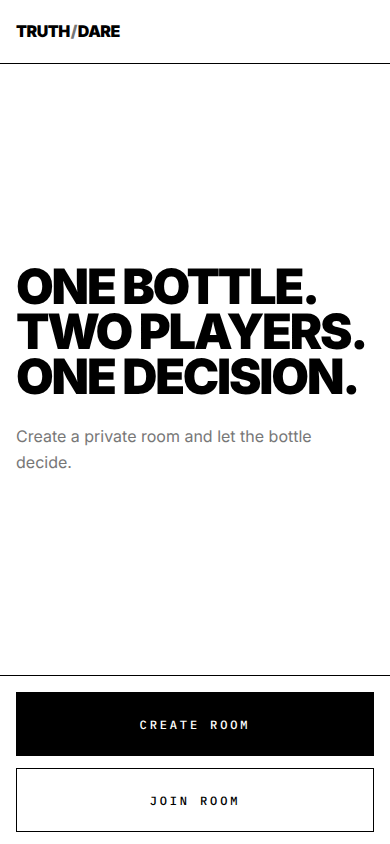 TRUTH/DARE
ONE BOTTLE.
TWO PLAYERS.
ONE DECISION.
Create a private room and let the bottle
decide.
CREATE ROOM
JOIN ROOM